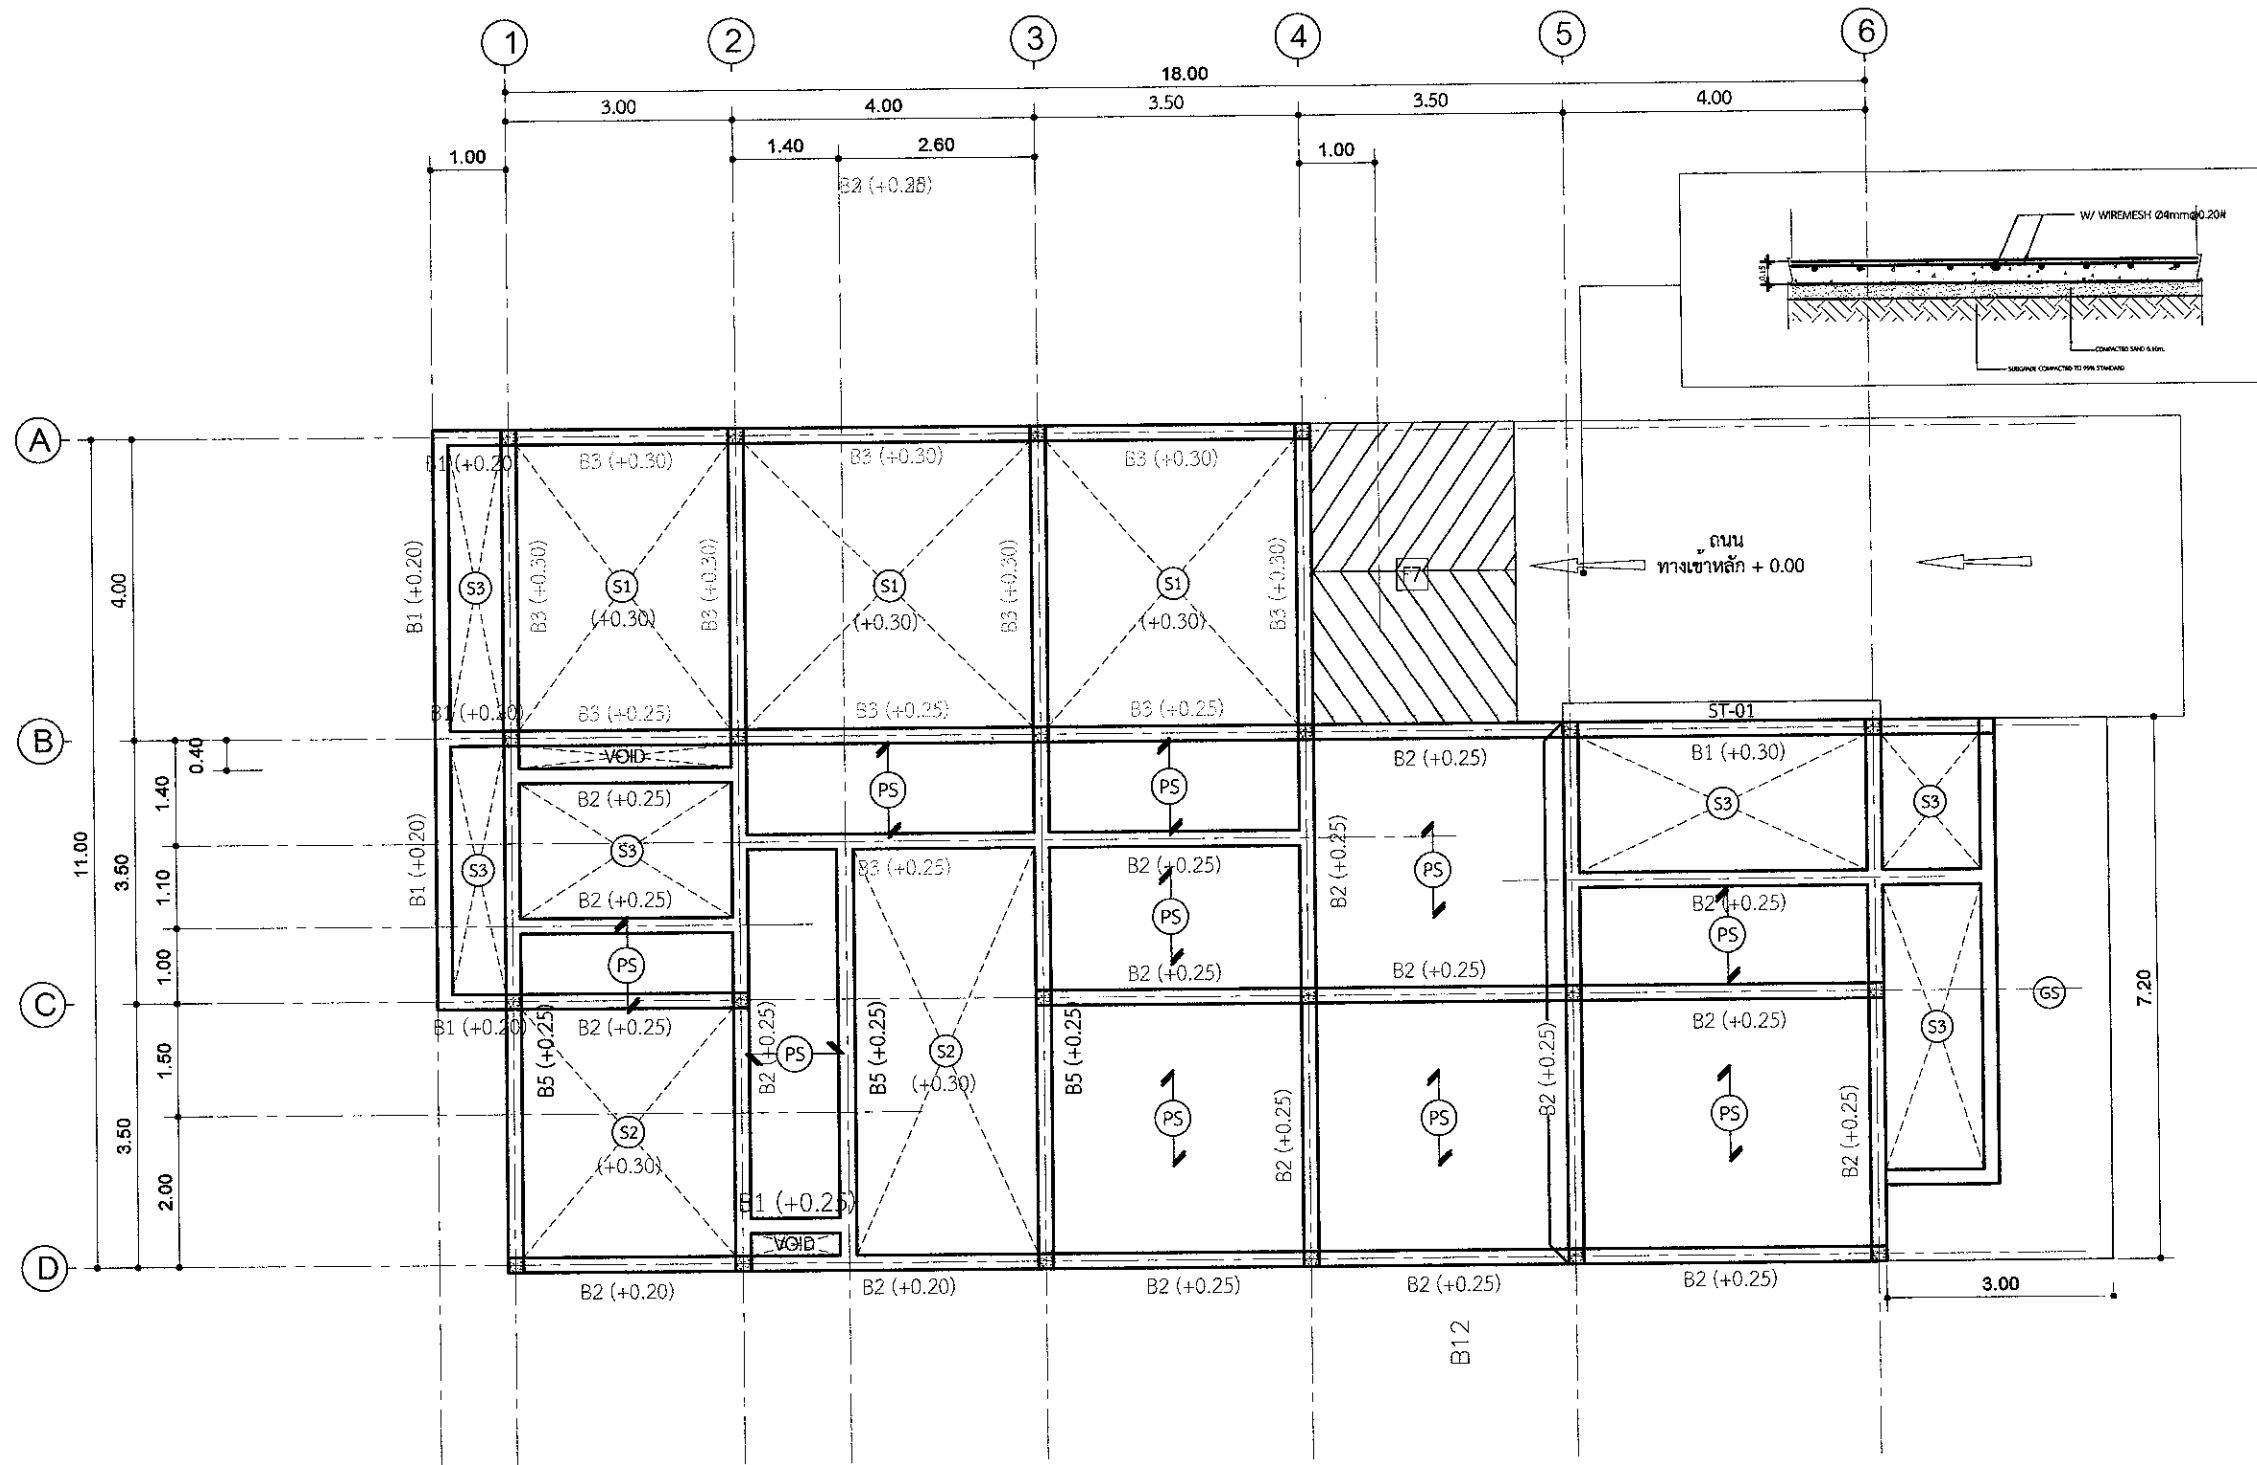 1 2 3 4 5 6
18.00
3.00 4.00 3.50 3.50 4.00
1.00 1.40 2.60 1.00
W/ WIREMESH Ø4mm@0.20#
0.15
COMPACTED SAND 0.10m.
SUBGRADE COMPACTED TO 95% STANDARD
A
B1 (+0.20) B3 (+0.30) B3 (+0.30) B3 (+0.30)
B1 (+0.20) B3 (+0.30) B3 (+0.30) B3 (+0.30) B3 (+0.30)
S3 S1 S1 S1
(+0.30) (+0.30) (+0.30)
F7
ถนน
ทางเข้าหลัก + 0.00
4.00
B1 (+0.20) B3 (+0.25) B3 (+0.25) B3 (+0.25)
ST-01
B
VOID
B2 (+0.25) B1 (+0.30)
0.40
1.40
PS PS
B2 (+0.25)
S3 S3
11.00
3.50
B1 (+0.20)
S3 S3
B2 (+0.25)
PS
B3 (+0.25) B2 (+0.25)
1.10
B2 (+0.25) B2 (+0.25)
PS PS
1.00
PS
B2 (+0.25) B2 (+0.25)
7.20
GS
C
B1 (+0.20) B2 (+0.25) B2 (+0.25)
B5 (+0.25) B2 (+0.25) B5 (+0.25) B5 (+0.25) B2 (+0.25)
S3
PS S2
(+0.30)
1.50
3.50
PS PS PS
B2 (+0.25) B2 (+0.25)
S2
(+0.30)
2.00
B1 (+0.25)
VOID
D
B2 (+0.20) B2 (+0.20) B2 (+0.25) B2 (+0.25) B2 (+0.25)
3.00
B12